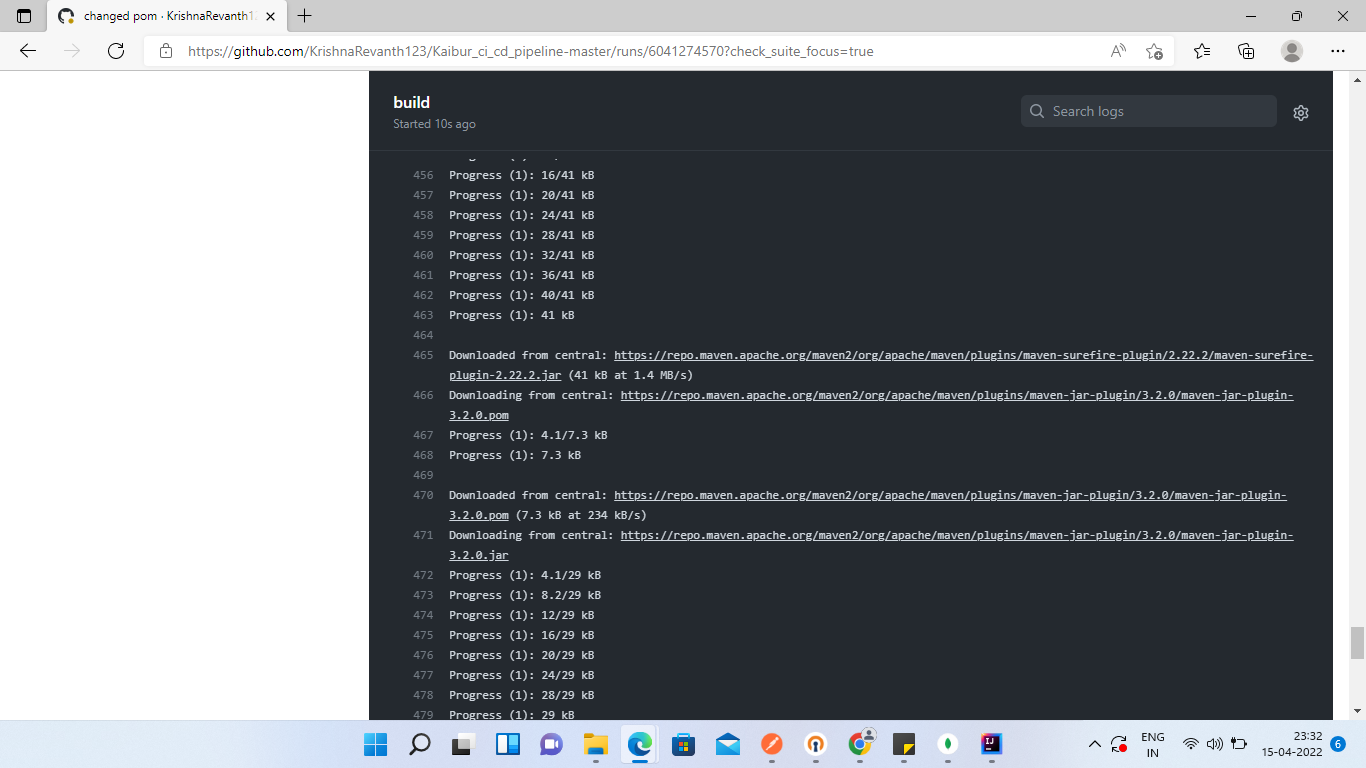 changed pom · KrishnaRevanth12
https://github.com/KrishnaRevanth123/Kaibur_ci_cd_pipeline-master/runs/6041274570?check_suite_focus=true
build
Started 10s ago
Search logs
456 Progress (1): 16/41 kB
457 Progress (1): 20/41 kB
458 Progress (1): 24/41 kB
459 Progress (1): 28/41 kB
460 Progress (1): 32/41 kB
461 Progress (1): 36/41 kB
462 Progress (1): 40/41 kB
463 Progress (1): 41 kB
464
465 Downloaded from central: https://repo.maven.apache.org/maven2/org/apache/maven/plugins/maven-surefire-plugin/2.22.2/maven-surefire-
plugin-2.22.2.jar (41 kB at 1.4 MB/s)
466 Downloading from central: https://repo.maven.apache.org/maven2/org/apache/maven/plugins/maven-jar-plugin/3.2.0/maven-jar-plugin-
3.2.0.pom
467 Progress (1): 4.1/7.3 kB
468 Progress (1): 7.3 kB
469
470 Downloaded from central: https://repo.maven.apache.org/maven2/org/apache/maven/plugins/maven-jar-plugin/3.2.0/maven-jar-plugin-
3.2.0.pom (7.3 kB at 234 kB/s)
471 Downloading from central: https://repo.maven.apache.org/maven2/org/apache/maven/plugins/maven-jar-plugin/3.2.0/maven-jar-plugin-
3.2.0.jar
472 Progress (1): 4.1/29 kB
473 Progress (1): 8.2/29 kB
474 Progress (1): 12/29 kB
475 Progress (1): 16/29 kB
476 Progress (1): 20/29 kB
477 Progress (1): 24/29 kB
478 Progress (1): 28/29 kB
479 Progress (1): 29 kB
ENG
IN
23:32
15-04-2022
6